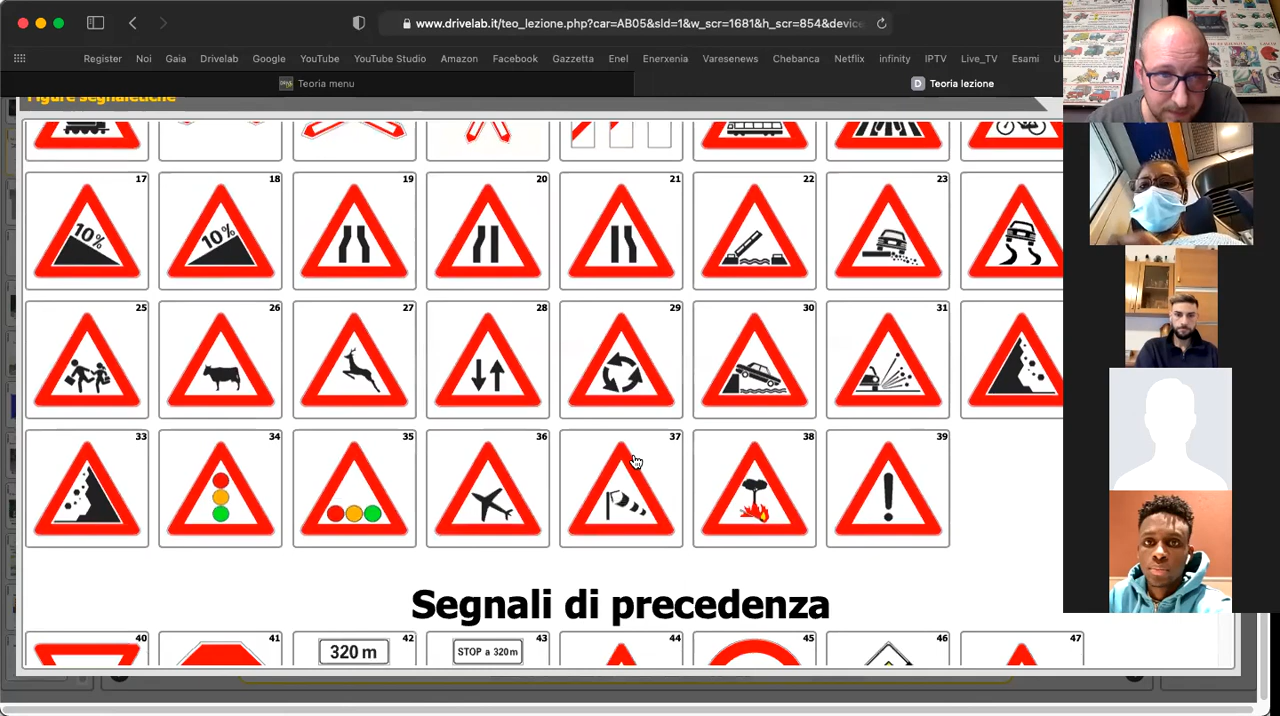 www.drivelab.it/teo_lezione.php?car=AB05&sld=1&w_scr=1681&h_scr=854&device
Register Noi Gaia Drivelab Google YouTube YouTube Studio Amazon Facebook Gazzetta Enel Enerxenia Varesenews Chebanca Netflix infinity IPTV Live_TV Esami
Teoria menu D Teoria lezione
Figure segnaletiche
17 18 19 20 21 22 23
10% 10%
25 26 27 28 29 30 31
33 34 35 36 37 38 39
Segnali di precedenza
40 41 42 43 44 45 46 47
320 m STOP a 320m